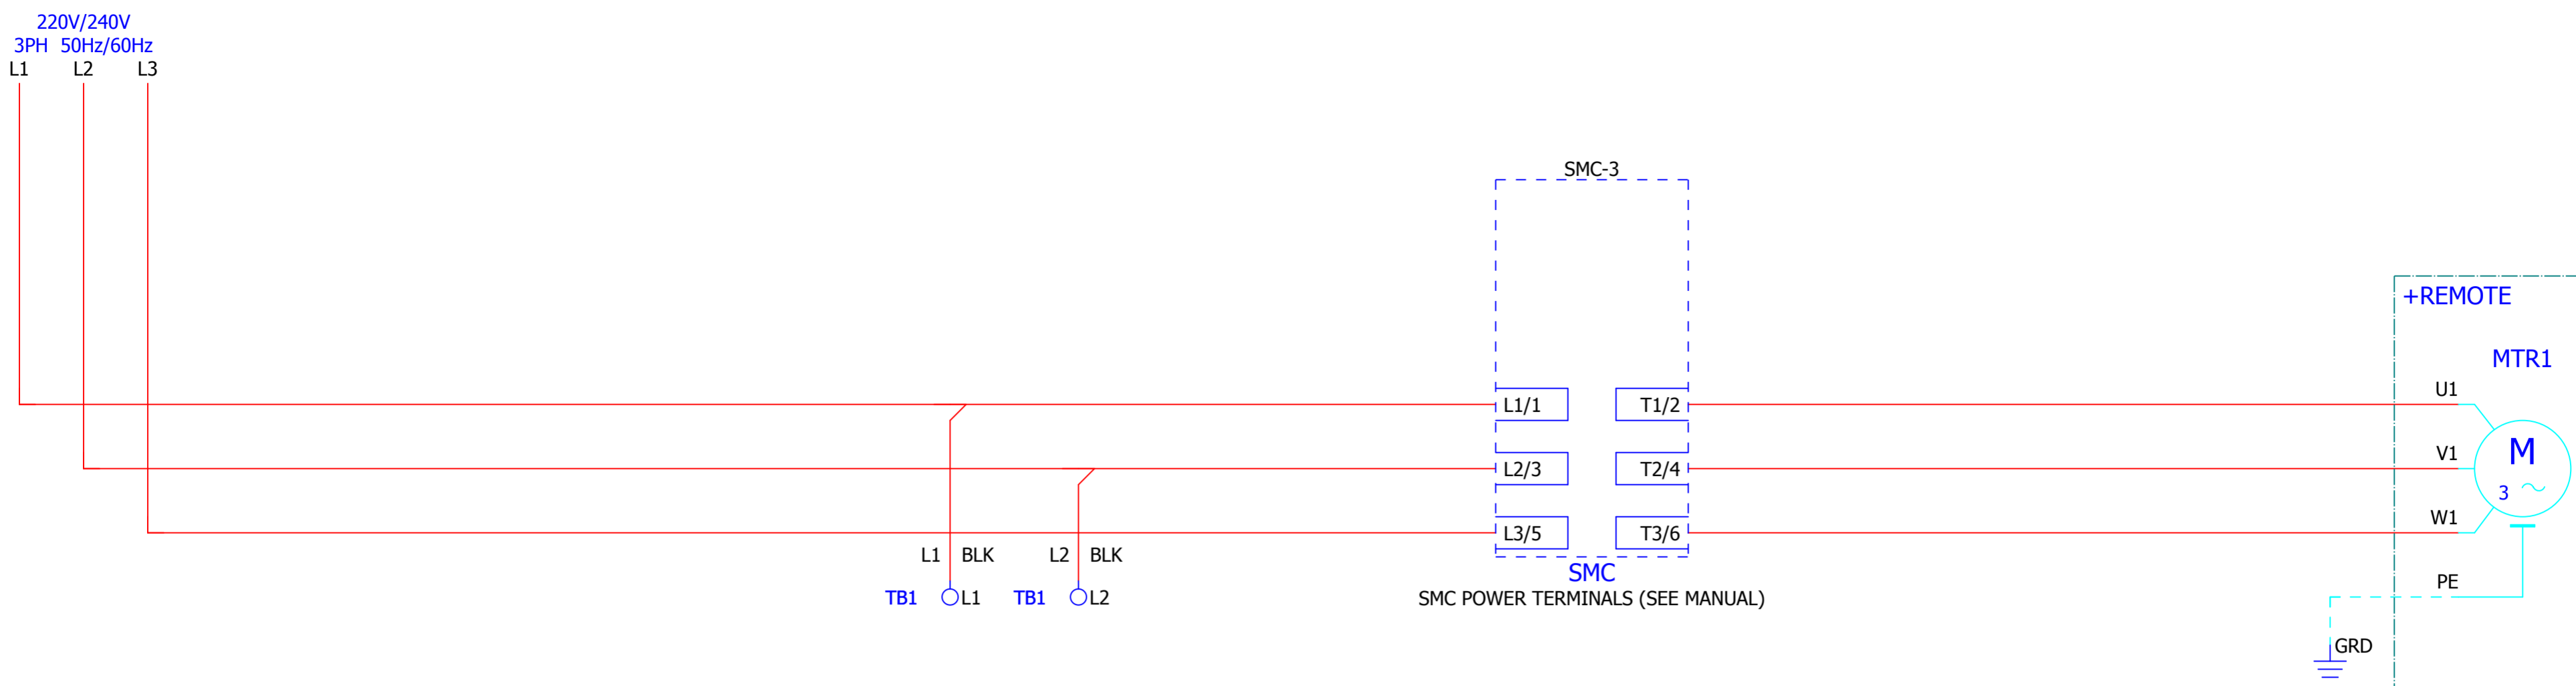 220V/240V
3PH 50Hz/60Hz
L1 L2 L3
SMC-3
+REMOTE
MTR1
U1
L1/1 T1/2
V1
M
L2/3 T2/4
3
W1
L3/5 T3/6
L1 BLK L2 BLK
SMC
PE
TB1 L1 TB1 L2
SMC POWER TERMINALS (SEE MANUAL)
GRD